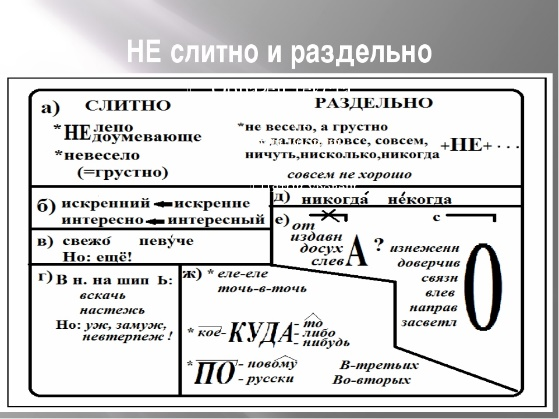 НЕ слитно и раздельно
а) СЛИТНО
* НЕ лепо
доумевающе
*невесело
(=грустно)
РАЗДЕЛЬНО
*не весело, а грустно
* далеко, вовсе, совсем,
ничуть,нисколько,никогда
+НЕ+ . . .
совсем не хорошо
б) искренний искренне
интересно интересный
в) свежо́ певу́че
Но: ещё!
г) В н. на шип Ь:
вскачь
настежь
Но: уж, замуж,
невтерпеж !
д) никогда́ не́когда
е)
от
издавн
досух
слев
А ?
с
изнеженн
доверчив
связн
влев
направ
засветл
О
ж) * еле-еле
точь-в-точь
* кое- КУДА - то
- либо
- нибудь
* ПО - новому
- русски
В-третьих
Во-вторых